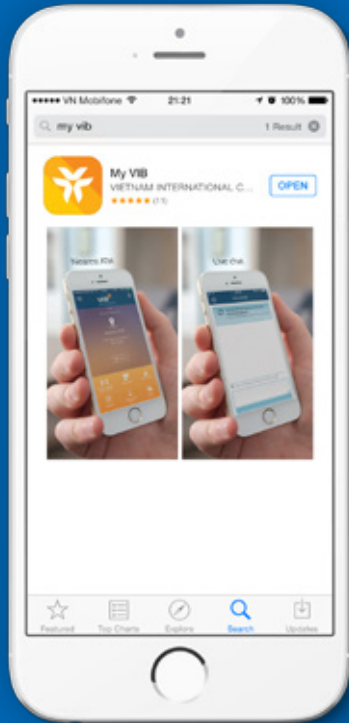 VN Mobifone 21:21 100%
my vib 1 Result
My VIB
VIETNAM INTERNATIONAL C...
OPEN
Featured Top Charts Explore Search Updates